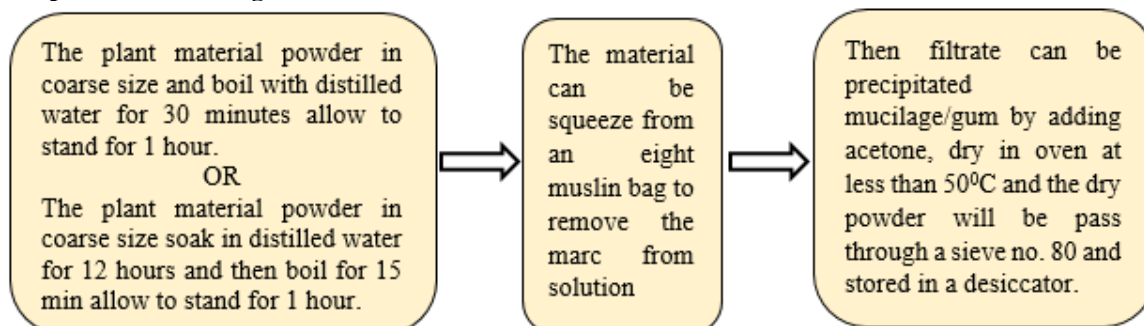 The plant material powder in
coarse size and boil with distilled
water for 30 minutes allow to
stand for 1 hour.
OR
The plant material powder in
coarse size soak in distilled water
for 12 hours and then boil for 15
min allow to stand for 1 hour.
The material
can be
squeeze from
an eight
muslin bag to
remove the
marc from
solution
Then filtrate can be
precipitated
mucilage/gum by adding
acetone, dry in oven at
less than 50⁰C and the dry
powder will be pass
through a sieve no. 80 and
stored in a desiccator.